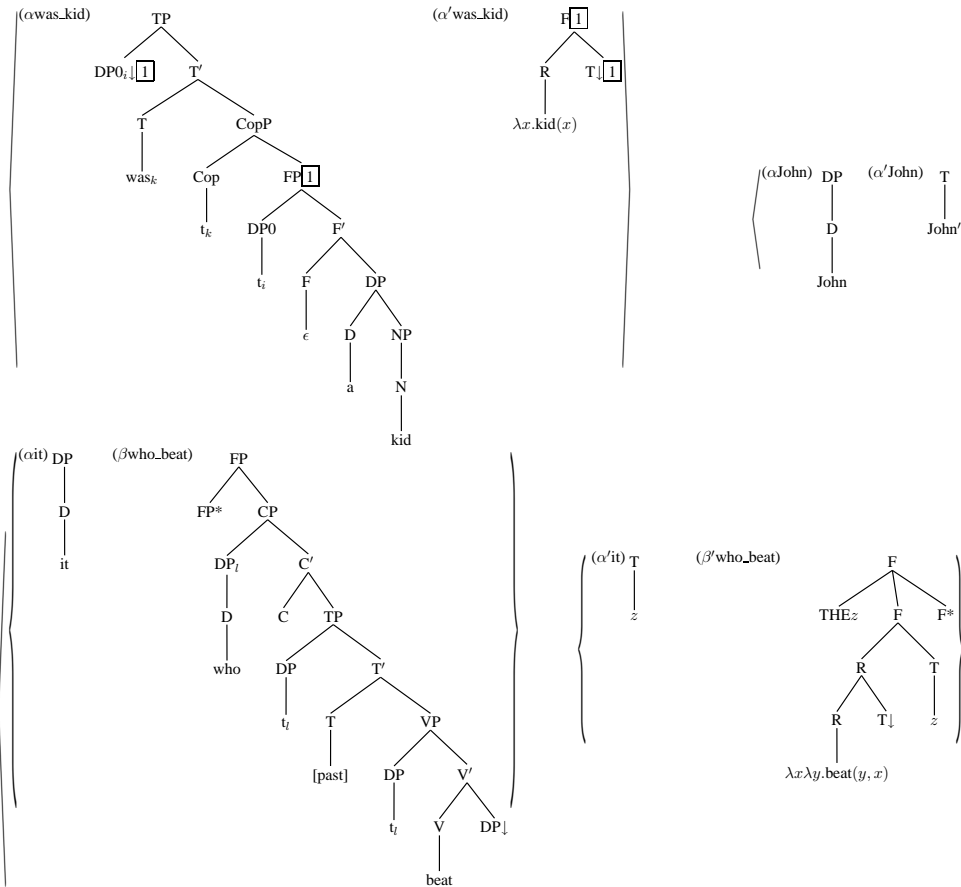 (αwas_kid) TP (α′was_kid) F 1
DP0i↓ 1 T′ R T↓ 1
T CopP λx.kid(x)
wask Cop FP 1 (αJohn) DP (α′John) T
tk DP0 F′ D John′
ti F DP John
ϵ D NP
a N
kid
(αit) DP (βwho_beat) FP
D FP* CP
it DPl C′ (α′it) T (β′who_beat) F
D C TP z THEz F F*
who DP T′ R T
tl T VP R T↓ z
[past] DP V′ λxλy.beat(y, x)
tl V DP↓
beat